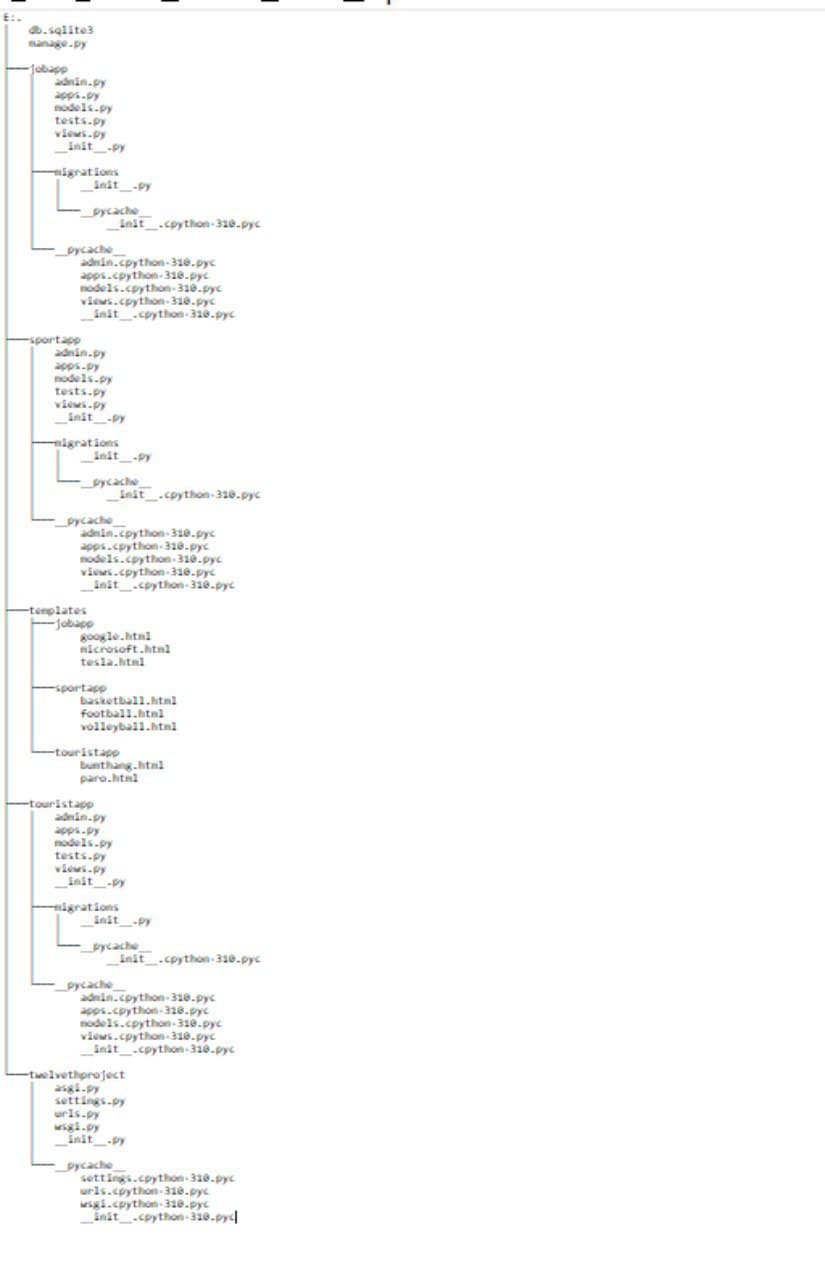 E:.
db.sqlite3
manage.py
jobapp
admin.py
apps.py
models.py
tests.py
views.py
__init__.py
migrations
__init__.py
__pycache__
__init__.cpython-310.pyc
__pycache__
admin.cpython-310.pyc
apps.cpython-310.pyc
models.cpython-310.pyc
views.cpython-310.pyc
__init__.cpython-310.pyc
sportapp
admin.py
apps.py
models.py
tests.py
views.py
__init__.py
migrations
__init__.py
__pycache__
__init__.cpython-310.pyc
__pycache__
admin.cpython-310.pyc
apps.cpython-310.pyc
models.cpython-310.pyc
views.cpython-310.pyc
__init__.cpython-310.pyc
templates
jobapp
google.html
microsoft.html
tesla.html
sportapp
basketball.html
football.html
volleyball.html
touristapp
bumthang.html
paro.html
touristapp
admin.py
apps.py
models.py
tests.py
views.py
__init__.py
migrations
__init__.py
__pycache__
__init__.cpython-310.pyc
__pycache__
admin.cpython-310.pyc
apps.cpython-310.pyc
models.cpython-310.pyc
views.cpython-310.pyc
__init__.cpython-310.pyc
twelvethproject
asgi.py
settings.py
urls.py
wsgi.py
__init__.py
__pycache__
settings.cpython-310.pyc
urls.cpython-310.pyc
wsgi.cpython-310.pyc
__init__.cpython-310.pyc